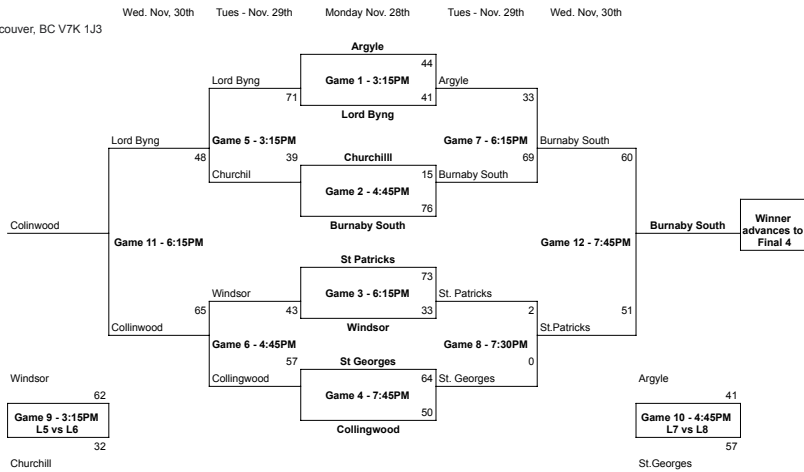 Wed. Nov, 30th Tues - Nov. 29th Monday Nov. 28th Tues - Nov. 29th Wed. Nov, 30th
couver, BC V7K 1J3
Argyle
44
Lord Byng Game 1 - 3:15PM Argyle
71 41 33
Lord Byng
Lord Byng Game 5 - 3:15PM Game 7 - 6:15PM Burnaby South
48 39 Churchilll 69 60
Churchil 15 Burnaby South
Game 2 - 4:45PM
76
Colinwood Burnaby South Burnaby South Winner
advances to
Final 4
Game 11 - 6:15PM Game 12 - 7:45PM
St Patricks
73
Windsor Game 3 - 6:15PM St. Patricks
65 43 33 2 51
Collinwood Windsor St.Patricks
Game 6 - 4:45PM Game 8 - 7:30PM
57 St Georges 0
Windsor Collingwood 64 St. Georges Argyle
62 Game 4 - 7:45PM 41
Game 9 - 3:15PM 50 Game 10 - 4:45PM
L5 vs L6 Collingwood L7 vs L8
32 57
Churchill St.Georges